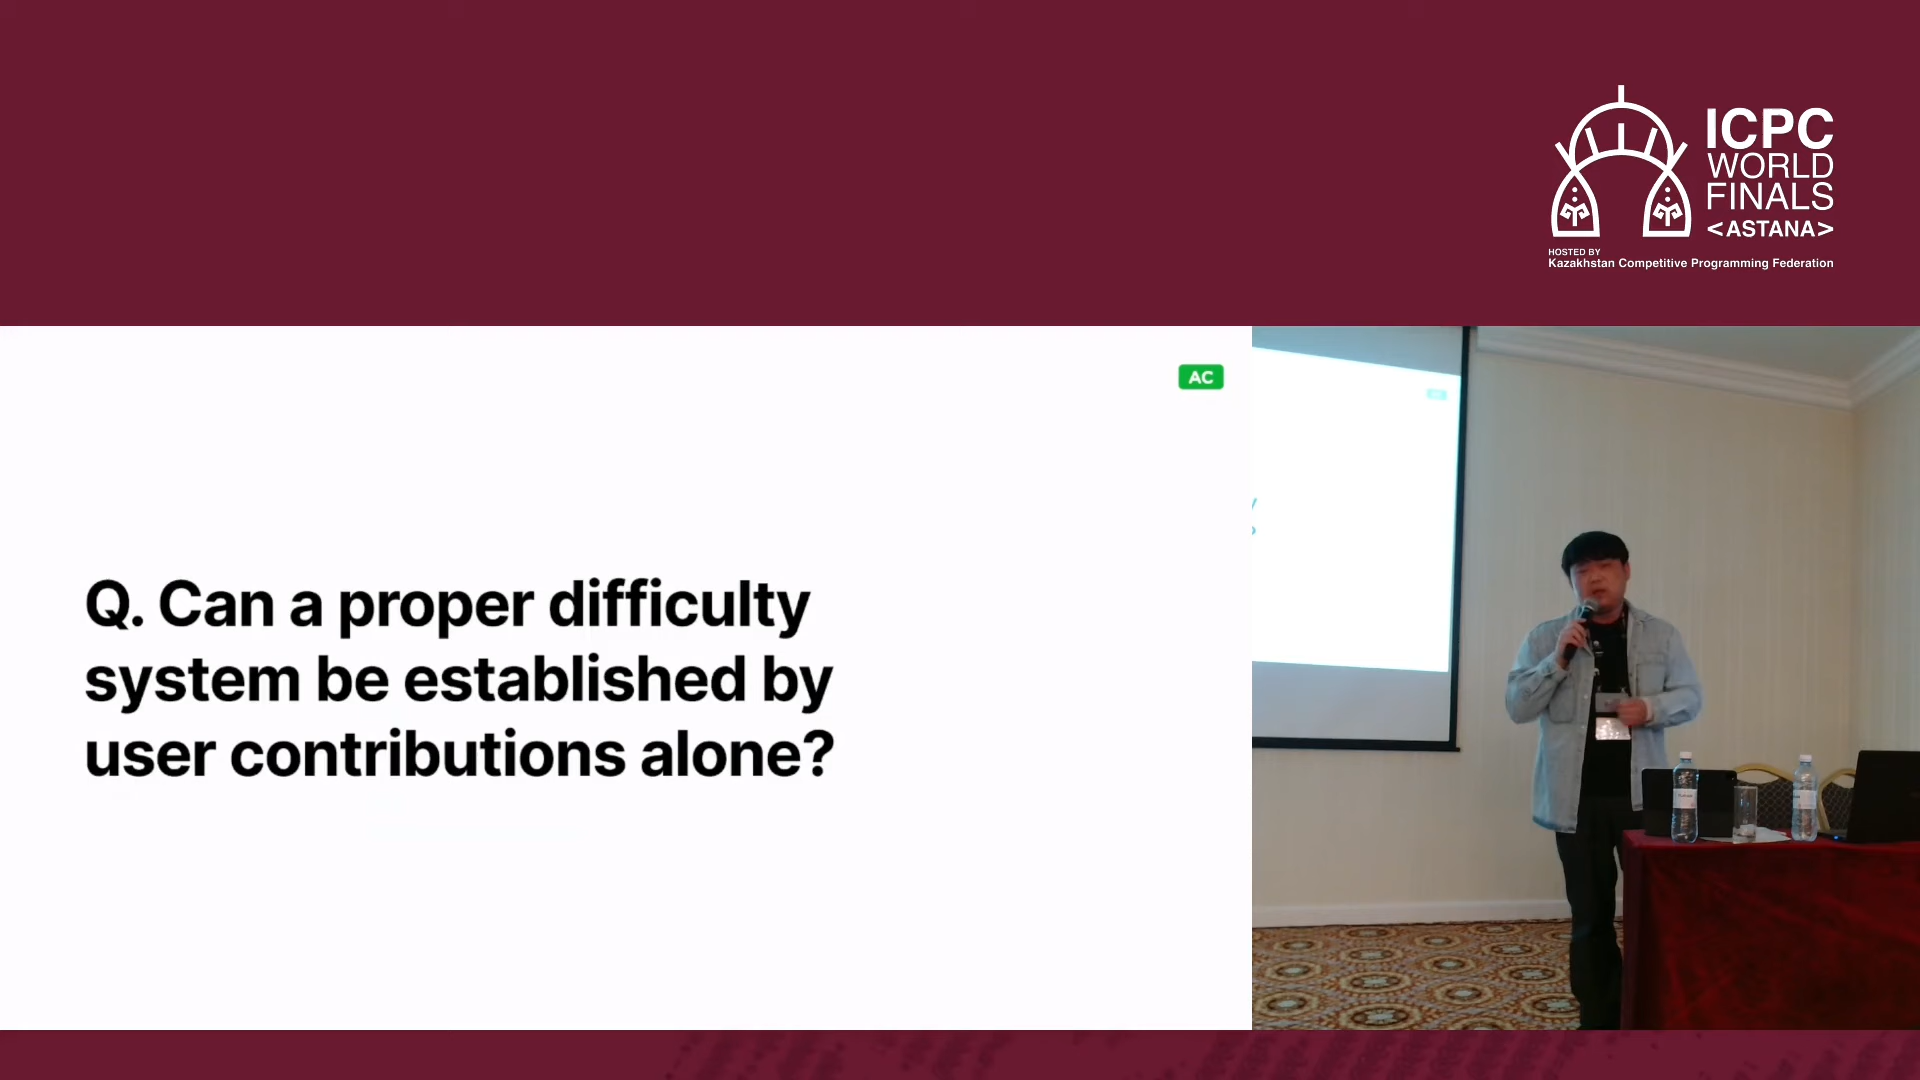 ICPC
WORLD
FINALS
<ASTANA>
HOSTED BY
Kazakhstan Competitive Programming Federation
AC
Q. Can a proper difficulty
system be established by
user contributions alone?